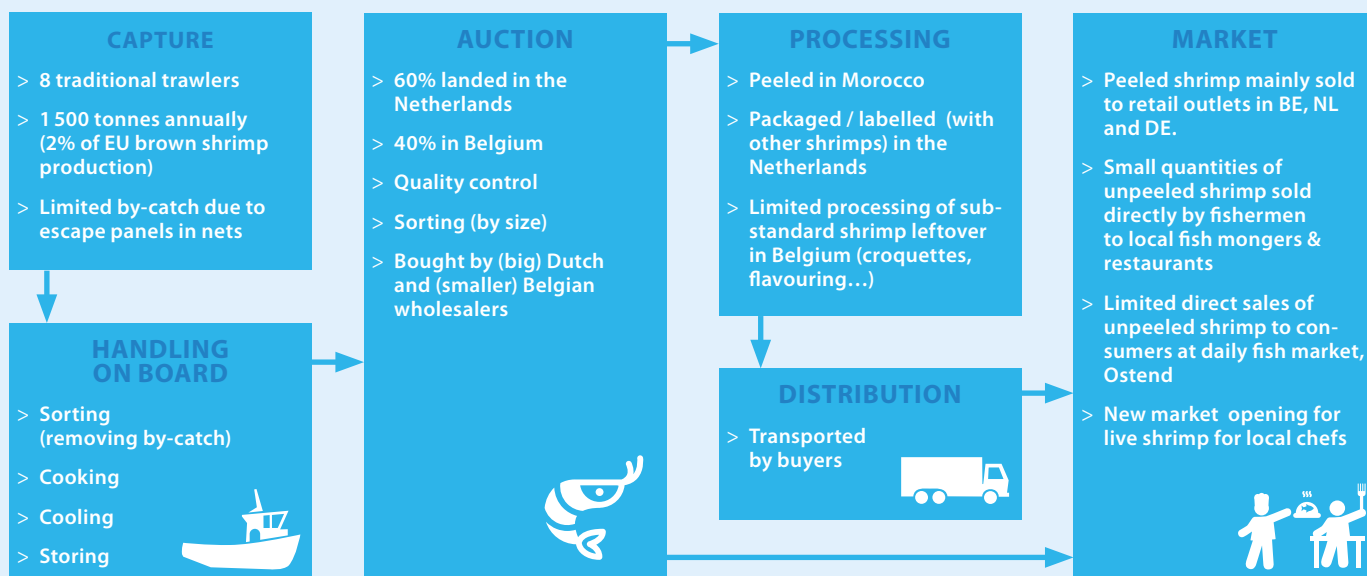 CAPTURE
> 8 traditional trawlers
> 1 500 tonnes annually
(2% of EU brown shrimp
production)
> Limited by-catch due to
escape panels in nets
HANDLING
ON BOARD
> Sorting
(removing by-catch)
> Cooking
> Cooling
> Storing
AUCTION
> 60% landed in the
Netherlands
> 40% in Belgium
> Quality control
> Sorting (by size)
> Bought by (big) Dutch
and (smaller) Belgian
wholesalers
PROCESSING
> Peeled in Morocco
> Packaged / labelled (with
other shrimps) in the
Netherlands
> Limited processing of sub-
standard shrimp leftover
in Belgium (croquettes,
flavouring…)
DISTRIBUTION
> Transported
by buyers
MARKET
> Peeled shrimp mainly sold
to retail outlets in BE, NL
and DE.
> Small quantities of
unpeeled shrimp sold
directly by fishermen
to local fish mongers &
restaurants
> Limited direct sales of
unpeeled shrimp to con-
sumers at daily fish market,
Ostend
> New market opening for
live shrimp for local chefs